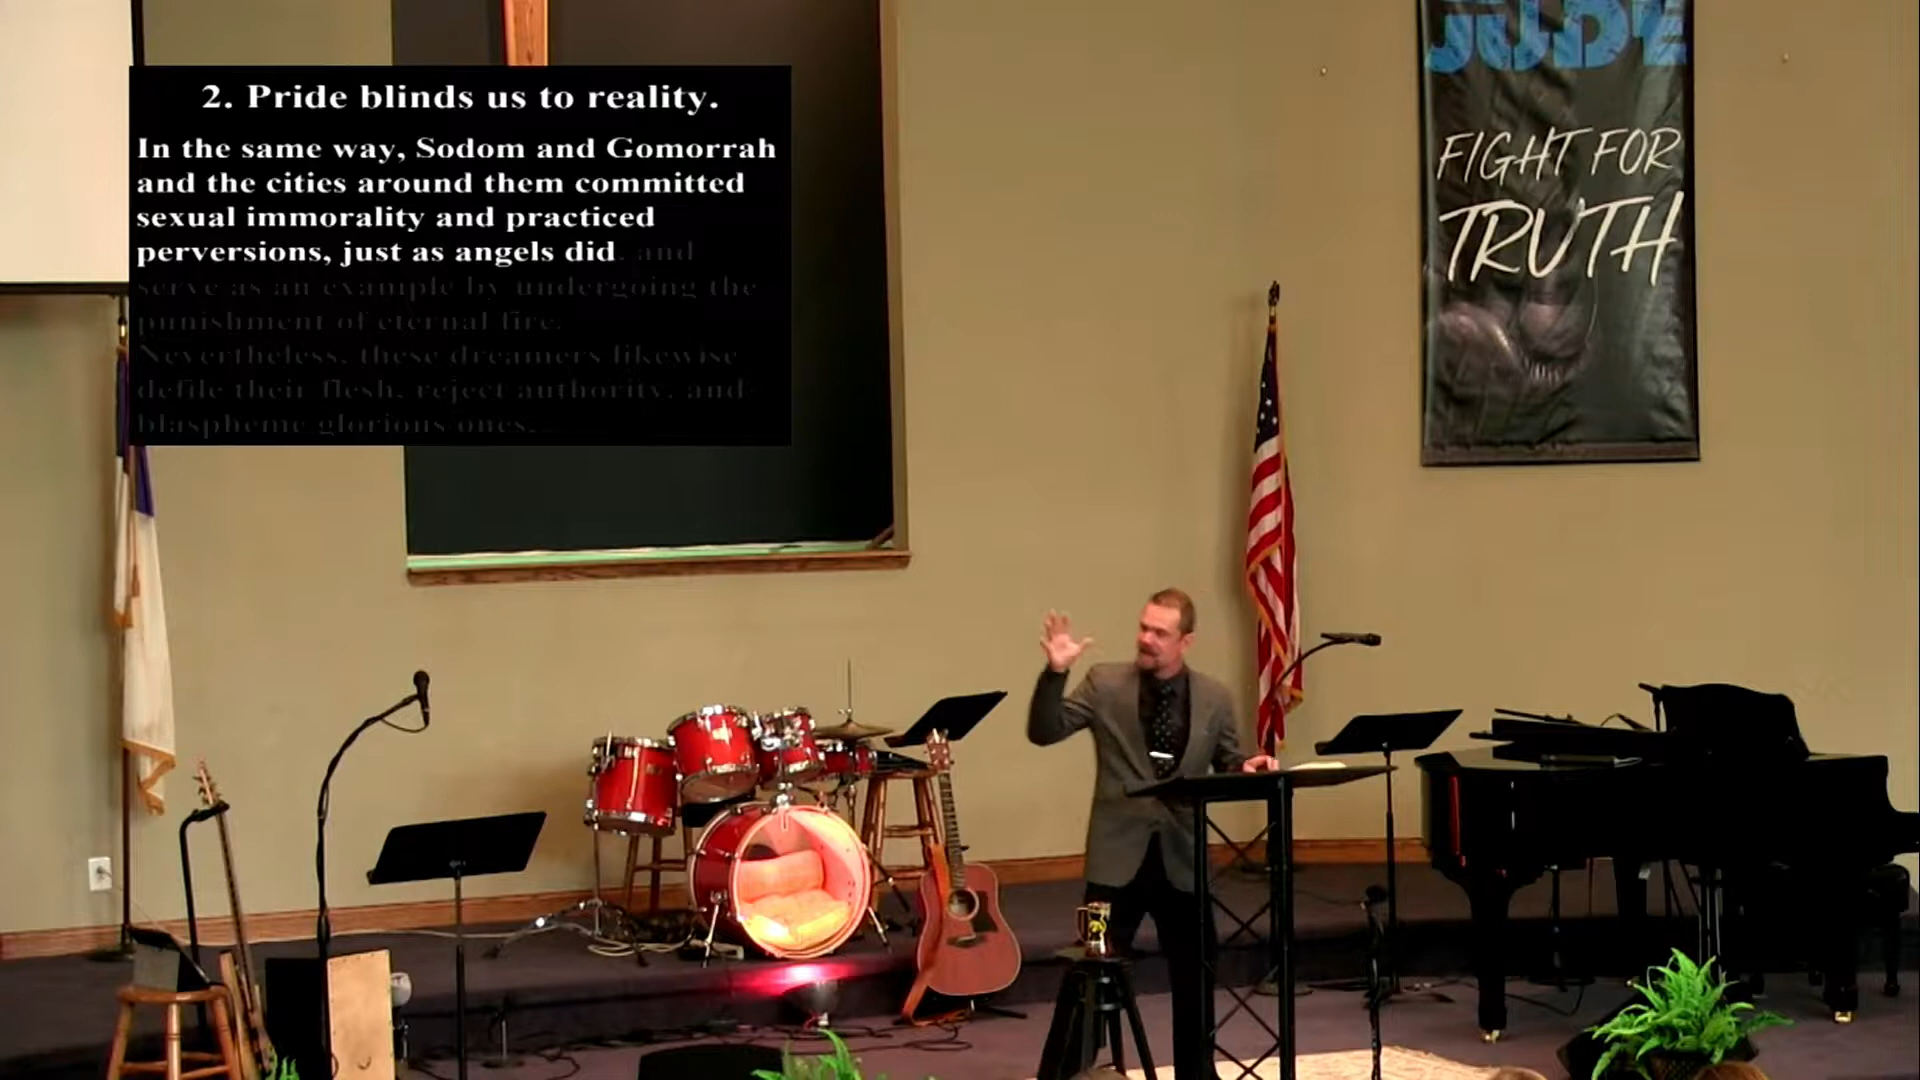 2. Pride blinds us to reality.
In the same way, Sodom and Gomorrah
and the cities around them committed
sexual immorality and practiced
perversions, just as angels did, and
serve as an example by undergoing the
punishment of eternal fire.
Nevertheless, these dreamers likewise
defile their flesh, reject authority, and
blaspheme glorious ones.
JUDE
FIGHT FOR
TRUTH